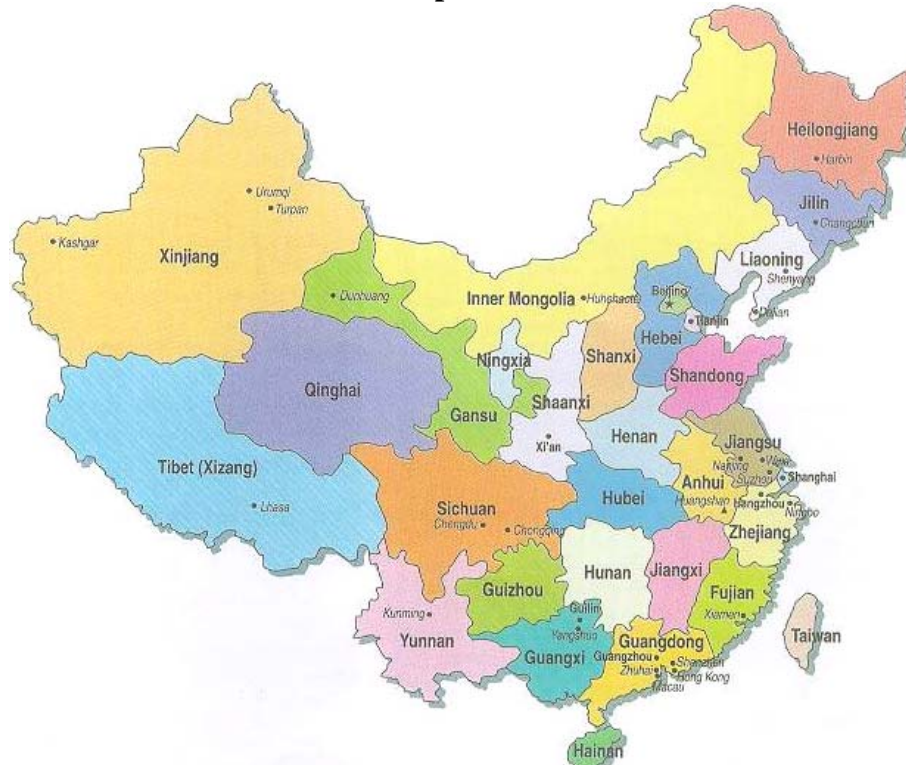 Heilongjiang
Harbin
Jilin
Changchun
Urumqi
Turpan
Kashgar
Xinjiang
Liaoning
Shenyang
Dunhuang
Inner Mongolia
Beijing
Dalian
Tianjin
Hebei
Ningxia
Shanxi
Shandong
Qinghai
Gansu
Shaanxi
Xi'an
Henan
Jiangsu
Nanjing
Wuxi
Suzhou
Shanghai
Tibet (Xizang)
Lhasa
Anhui
Huangshan
Hangzhou
Ningbo
Zhejiang
Sichuan
Chengdu
Chongqing
Hubei
Hunan
Jiangxi
Fujian
Xiamen
Guizhou
Kunming
Yunnan
Guilin
Yangshuo
Guangxi
Guangdong
Guangzhou
Shenzhen
Zhuhai
Hong Kong
Macau
Taiwan
Hainan